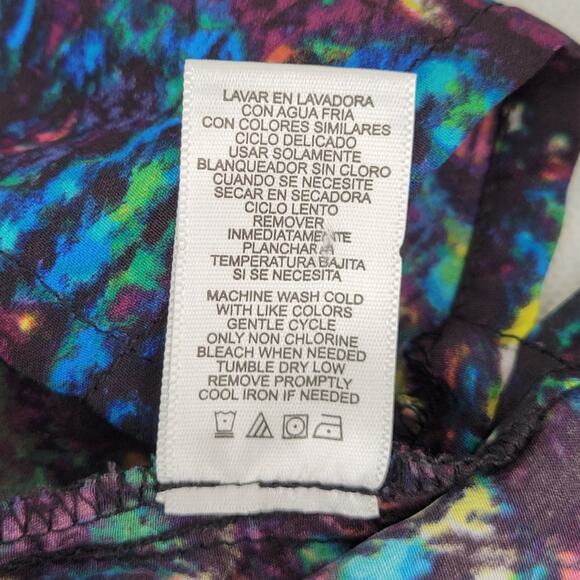 LAVAR EN LAVADORA
CON AGUA FRIA
CON COLORES SIMILARES
CICLO DELICADO
USAR SOLAMENTE
BLANQUEADOR SIN CLORO
CUANDO SE NECESITE
SECAR EN SECADORA
CICLO LENTO
REMOVER
INMEDIATAMENTE
PLANCHAR A
TEMPERATURA BAJITA
SI SE NECESITA
MACHINE WASH COLD
WITH LIKE COLORS
GENTLE CYCLE
ONLY NON CHLORINE
BLEACH WHEN NEEDED
TUMBLE DRY LOW
REMOVE PROMPTLY
COOL IRON IF NEEDED